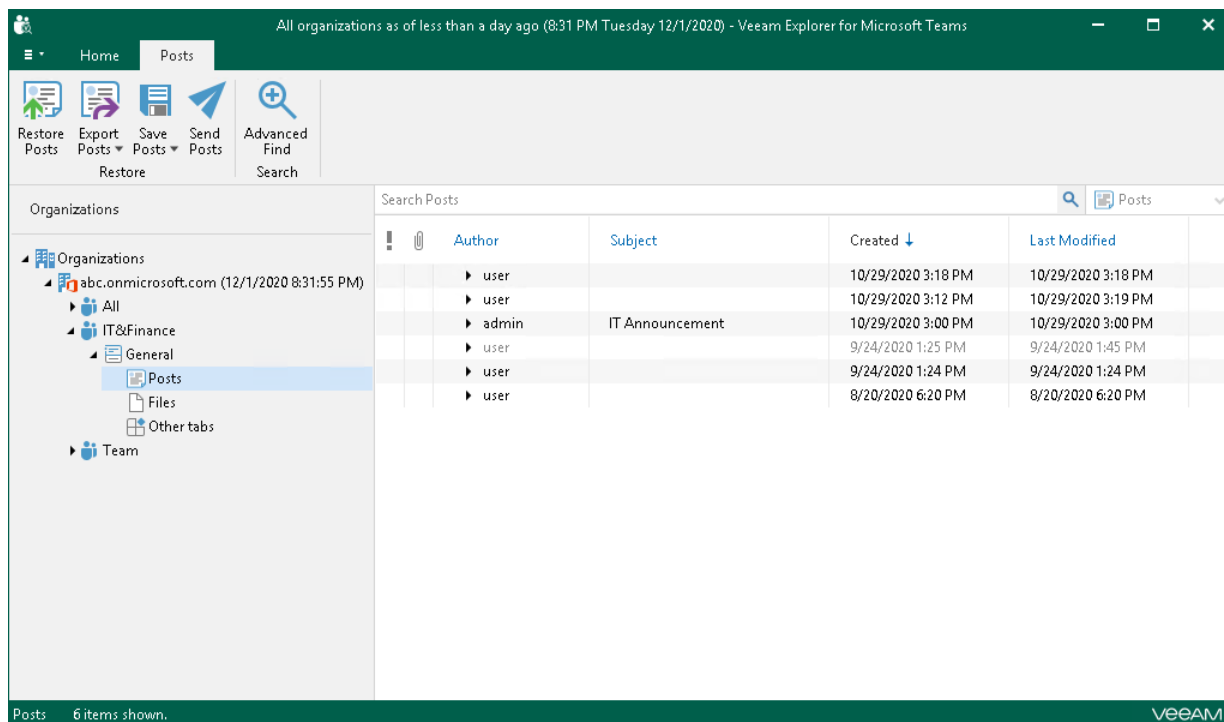 All organizations as of less than a day ago (8:31 PM Tuesday 12/1/2020) - Veeam Explorer for Microsoft Teams
Home Posts
Restore Posts
Export Posts
Save Posts
Send Posts
Restore
Advanced Find
Search
Organizations
Organizations
abc.onmicrosoft.com (12/1/2020 8:31:55 PM)
All
IT&Finance
General
Posts
Files
Other tabs
Team
Search Posts Posts
Author Subject Created Last Modified
user 10/29/2020 3:18 PM 10/29/2020 3:18 PM
user 10/29/2020 3:12 PM 10/29/2020 3:19 PM
admin IT Announcement 10/29/2020 3:00 PM 10/29/2020 3:00 PM
user 9/24/2020 1:25 PM 9/24/2020 1:45 PM
user 9/24/2020 1:24 PM 9/24/2020 1:24 PM
user 8/20/2020 6:20 PM 8/20/2020 6:20 PM
Posts 6 items shown. VEEAM